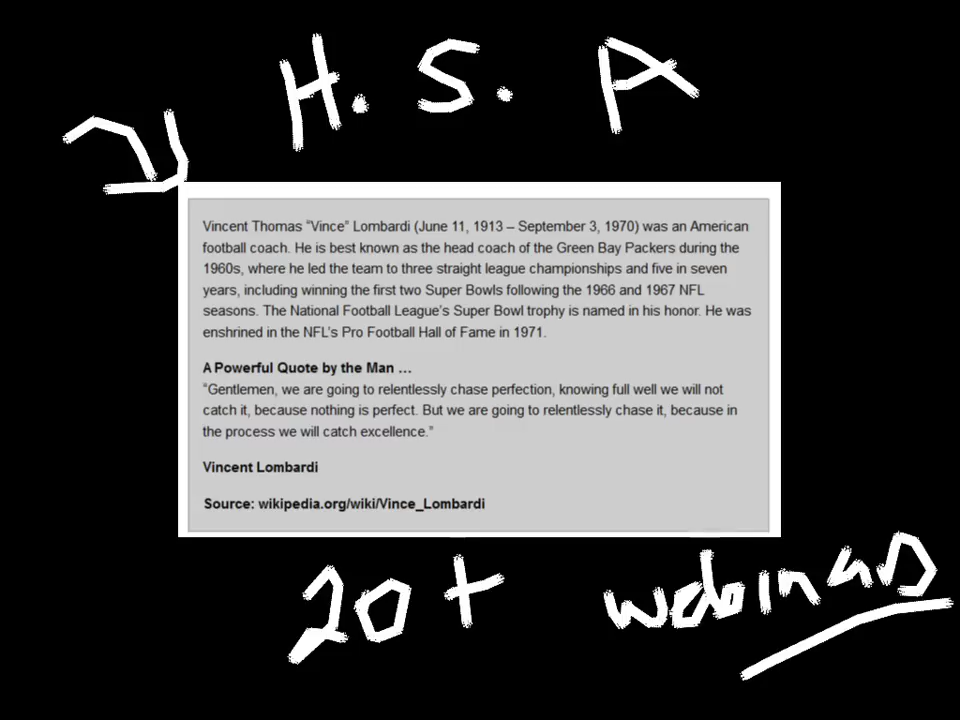 H. S. A
Vincent Thomas “Vince” Lombardi (June 11, 1913 – September 3, 1970) was an American
football coach. He is best known as the head coach of the Green Bay Packers during the
1960s, where he led the team to three straight league championships and five in seven
years, including winning the first two Super Bowls following the 1966 and 1967 NFL
seasons. The National Football League’s Super Bowl trophy is named in his honor. He was
enshrined in the NFL’s Pro Football Hall of Fame in 1971.
A Powerful Quote by the Man …
“Gentlemen, we are going to relentlessly chase perfection, knowing full well we will not
catch it, because nothing is perfect. But we are going to relentlessly chase it, because in
the process we will catch excellence.”
Vincent Lombardi
Source: wikipedia.org/wiki/Vince_Lombardi
20+ webinars